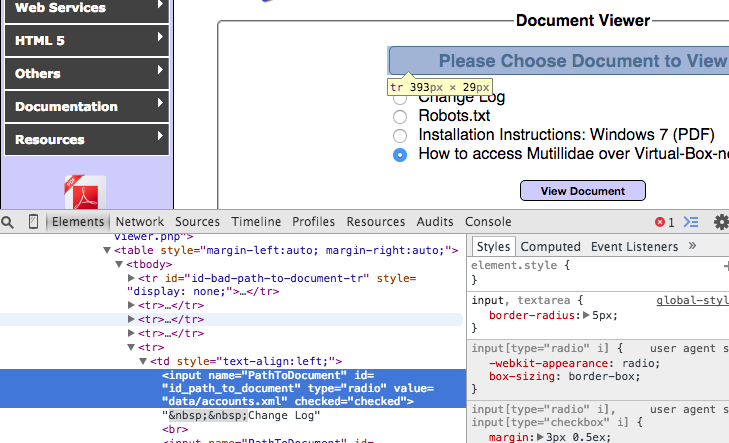 Web Services
HTML 5
Others
Documentation
Resources
PDF
Document Viewer
Please Choose Document to View
tr 393px × 29px
Change Log
Robots.txt
Installation Instructions: Windows 7 (PDF)
How to access Mutillidae over Virtual-Box-ne
View Document
Elements Network Sources Timeline Profiles Resources Audits Console 1
viewer.php">
▼<table style="margin-left:auto; margin-right:auto;">
▼<tbody>
▶<tr id="id-bad-path-to-document-tr" style=
"display: none;">…</tr>
▶<tr>…</tr>
▶<tr>…</tr>
▶<tr>…</tr>
▼<tr>
▼<td style="text-align:left;">
<input name="PathToDocument" id=
"id_path_to_document" type="radio" value=
"data/accounts.xml" checked="checked">
"&nbsp;&nbsp;Change Log"
<br>
<input name="PathToDocument" id=
Styles Computed Event Listeners »
element.style {
}
input, textarea { global-styl
border-radius:▶5px;
}
input[type="radio" i] { user agent s
-webkit-appearance: radio;
box-sizing: border-box;
}
input[type="radio" i], user agent s
input[type="checkbox" i] {
margin:▶3px 0.5ex;